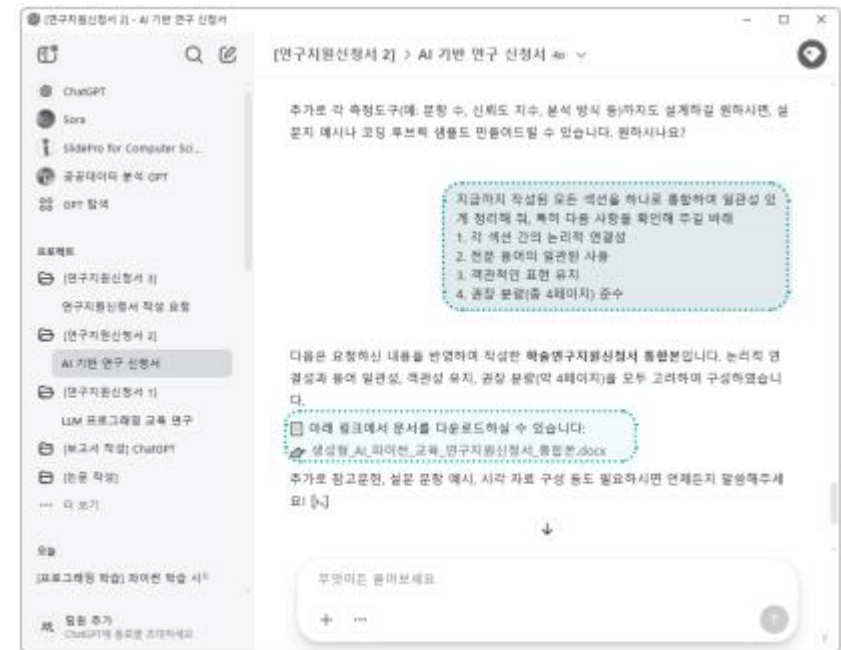 [연구지원신청서 2] - AI 기반 연구 신청서
[연구지원신청서 2] > AI 기반 연구 신청서 4o
ChatGPT
Sora
SlidePro for Computer Sci...
공공데이터 분석 GPT
GPT 탐색
프로젝트
[연구지원신청서 3]
연구지원신청서 작성 요청
[연구지원신청서 2]
AI 기반 연구 신청서
[연구지원신청서 1]
LLM 프로그래밍 교육 연구
[보고서 작성] ChatGPT
[논문 작성]
더 보기
오늘
[프로그래밍 학습] 파이썬 학습 시
팀원 추가
ChatGPT에 동료를 초대하세요
추가로 각 측정도구(예: 문항 수, 신뢰도 지수, 분석 방식 등)까지도 설계하길 원하시면, 설
문지 예시나 코딩 루브릭 샘플도 만들어드릴 수 있습니다. 원하시나요?
지금까지 작성된 모든 섹션을 하나로 통합하여 일관성 있
게 정리해 줘. 특히 다음 사항을 확인해 주길 바래
1. 각 섹션 간의 논리적 연결성
2. 전문 용어의 일관된 사용
3. 객관적인 표현 유지
4. 권장 분량(총 4페이지) 준수
다음은 요청하신 내용을 반영하여 작성한 학술연구지원신청서 통합본입니다. 논리적 연
결성과 용어 일관성, 객관성 유지, 권장 분량(약 4페이지)을 모두 고려하여 구성하였습니
다.
아래 링크에서 문서를 다운로드하실 수 있습니다:
생성형_AI_파이썬_교육_연구지원신청서_통합본.docx
추가로 참고문헌, 설문 문항 예시, 시각 자료 구성 등도 필요하시면 언제든지 말씀해주세
요! [>-]
무엇이든 물어보세요